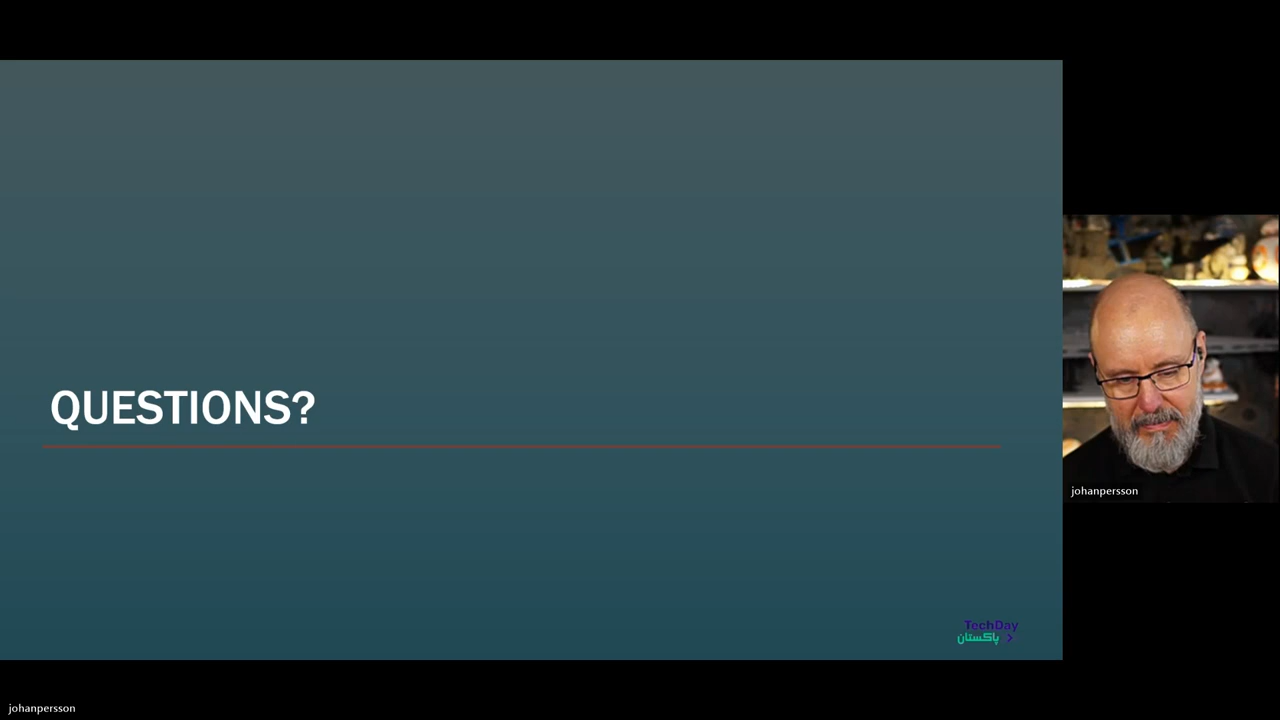 QUESTIONS?
TechDay
پاکستان >
johanpersson
johanpersson